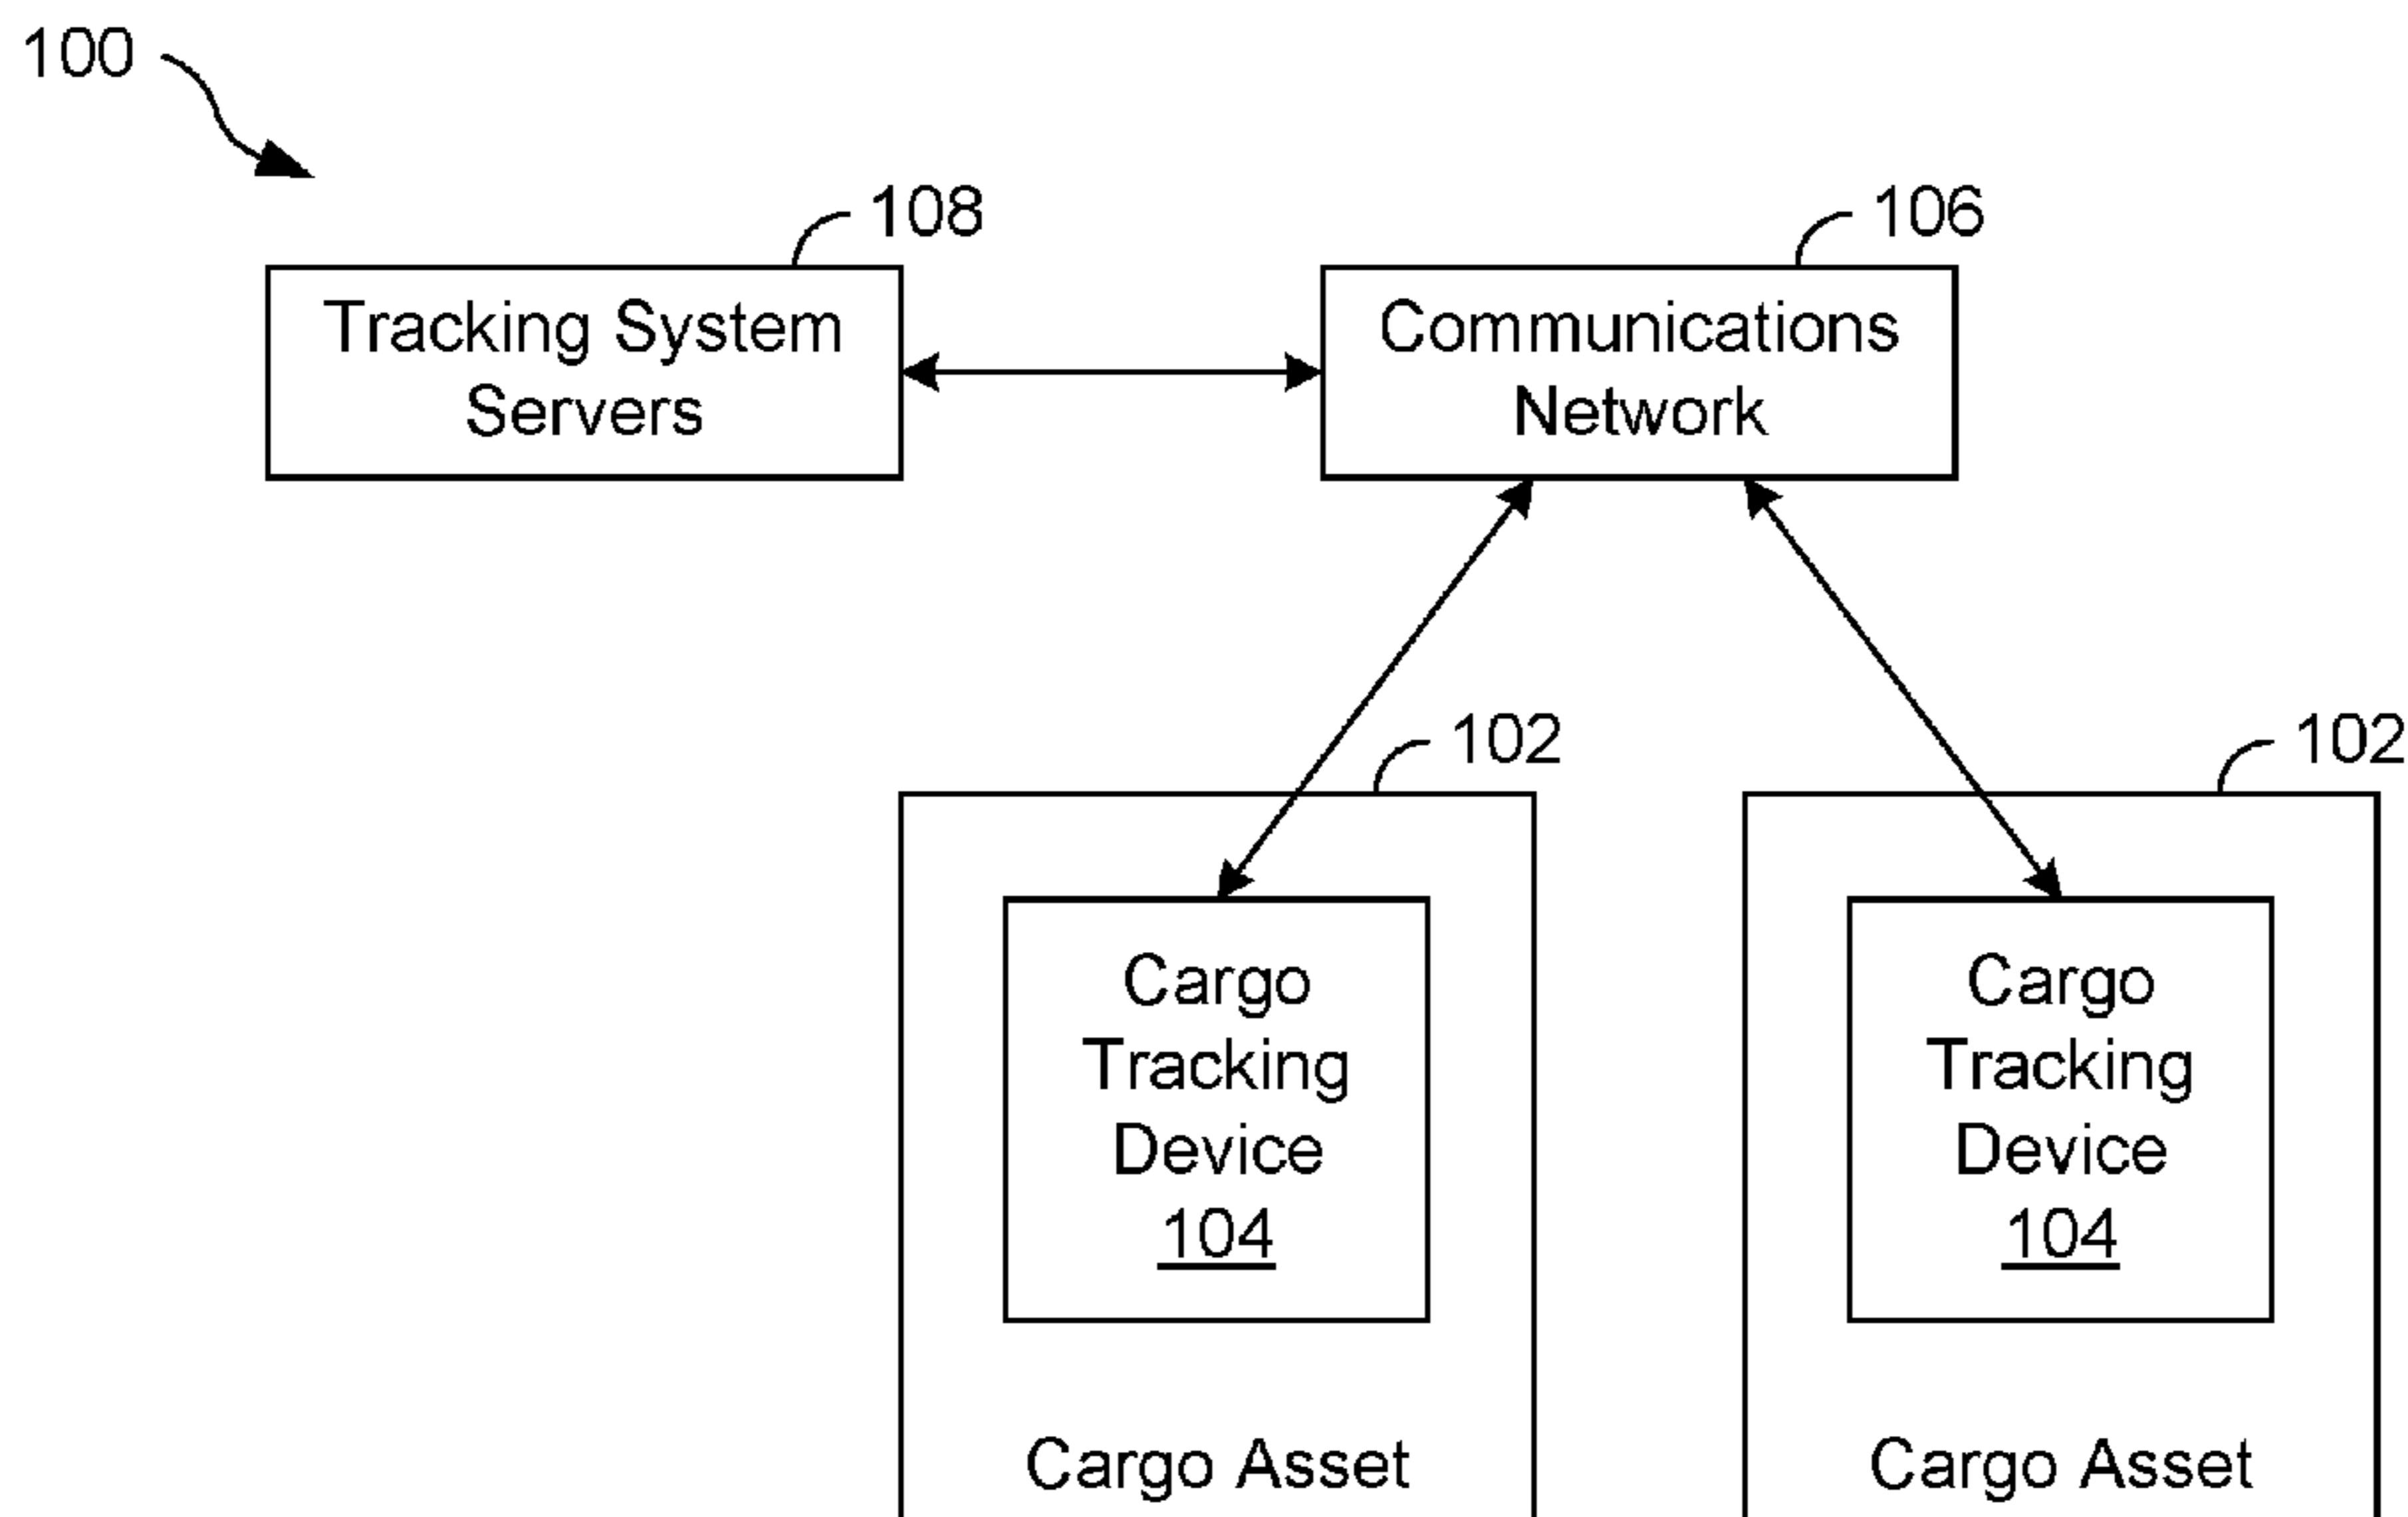 100
108
106
Tracking System
Servers
Communications
Network
102
102
Cargo
Tracking
Device
104
Cargo
Tracking
Device
104
Cargo Asset
Cargo Asset